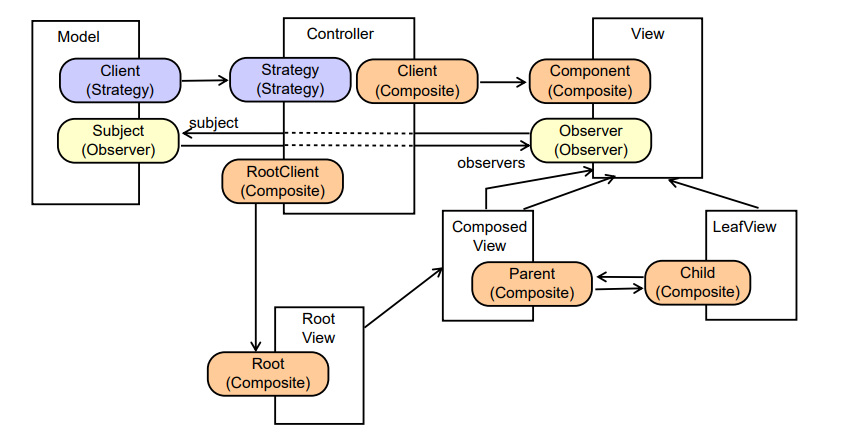 Model
Controller
View
Client
(Strategy)
Strategy
(Strategy)
Client
(Composite)
Component
(Composite)
subject
Subject
(Observer)
Observer
(Observer)
observers
RootClient
(Composite)
Composed
View
LeafView
Parent
(Composite)
Child
(Composite)
Root
View
Root
(Composite)